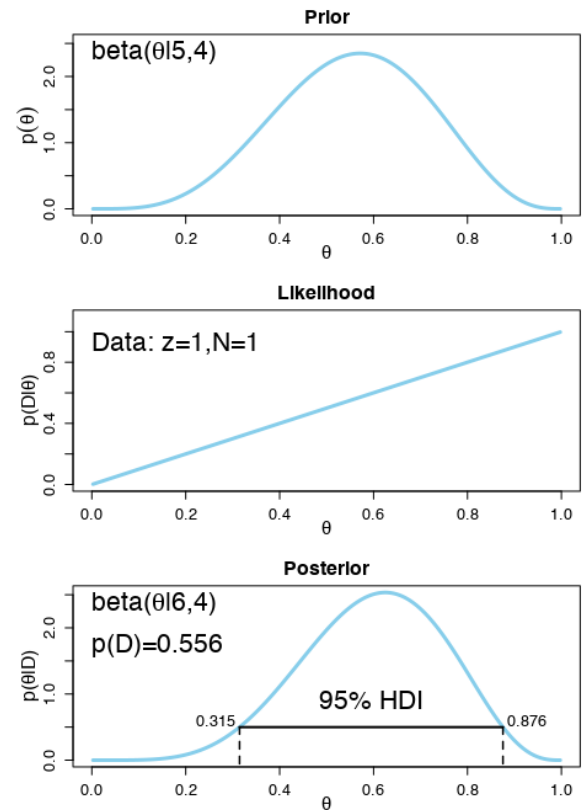 Prior
beta(θ|5,4)
p(θ)
0.0 1.0 2.0
0.0 0.2 0.4 0.6 0.8 1.0
θ
Likelihood
Data: z=1,N=1
p(D|θ)
0.0 0.4 0.8
0.0 0.2 0.4 0.6 0.8 1.0
θ
Posterior
beta(θ|6,4)
p(D)=0.556
p(θ|D)
95% HDI
0.315 0.876
0.0 1.0 2.0
0.0 0.2 0.4 0.6 0.8 1.0
θ